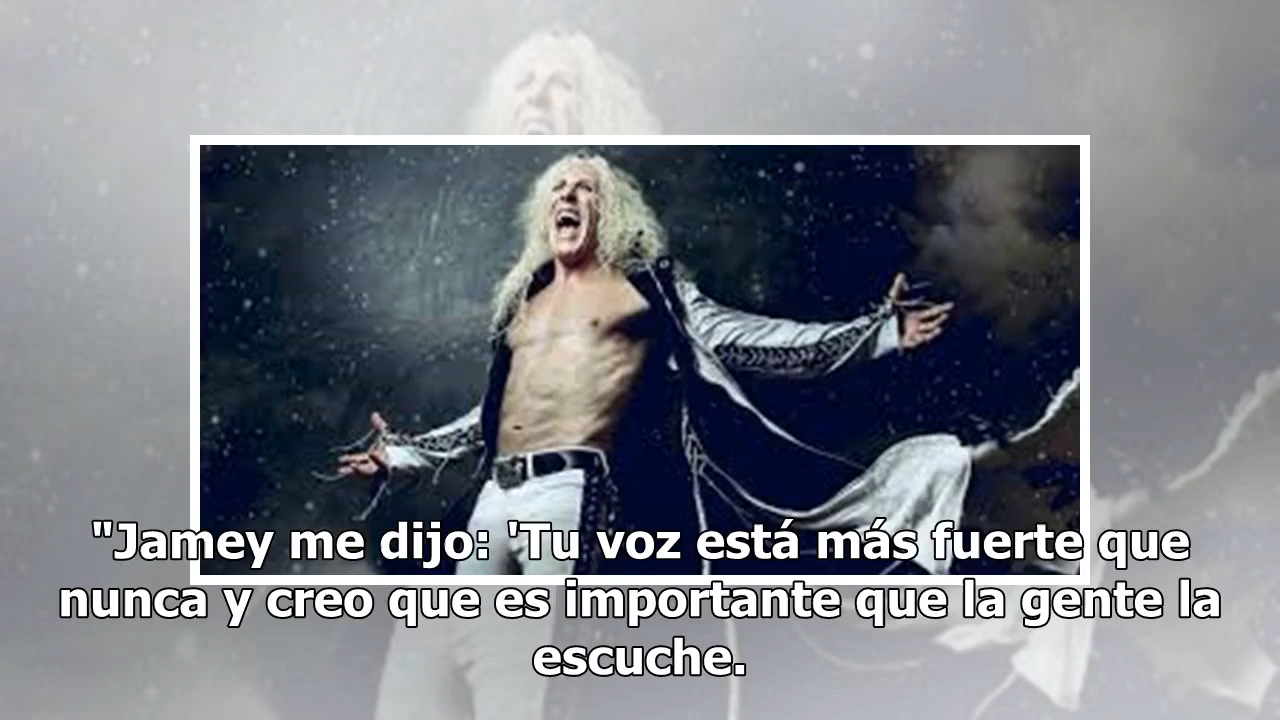 "Jamey me dijo: 'Tu voz está más fuerte que
nunca y creo que es importante que la gente la
escuche.